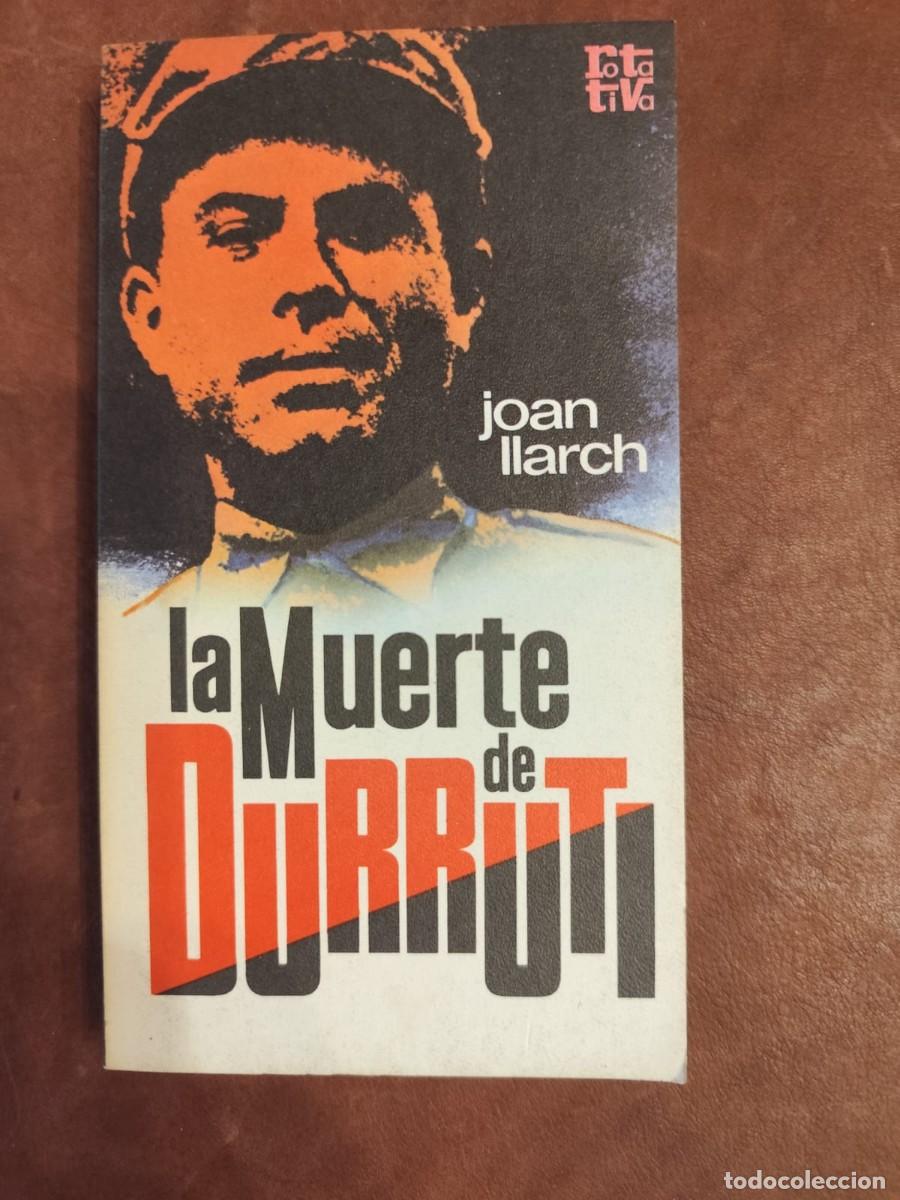 rota
tiva
joan
llarch
la Muerte
de
DURRUTI
todocoleccion